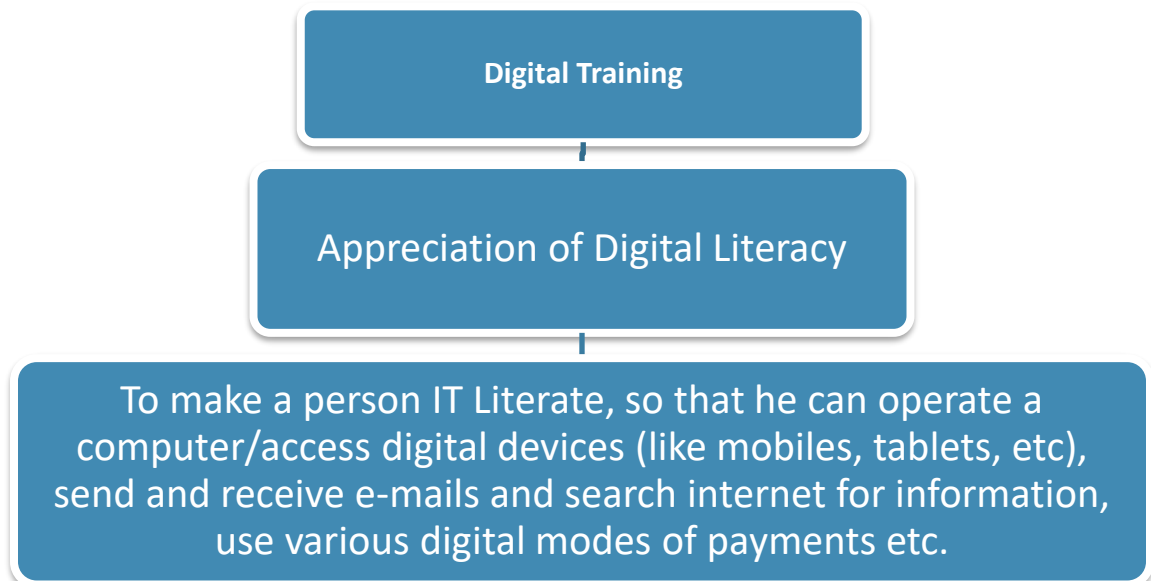 Digital Training
Appreciation of Digital Literacy
To make a person IT Literate, so that he can operate a
computer/access digital devices (like mobiles, tablets, etc),
send and receive e-mails and search internet for information,
use various digital modes of payments etc.